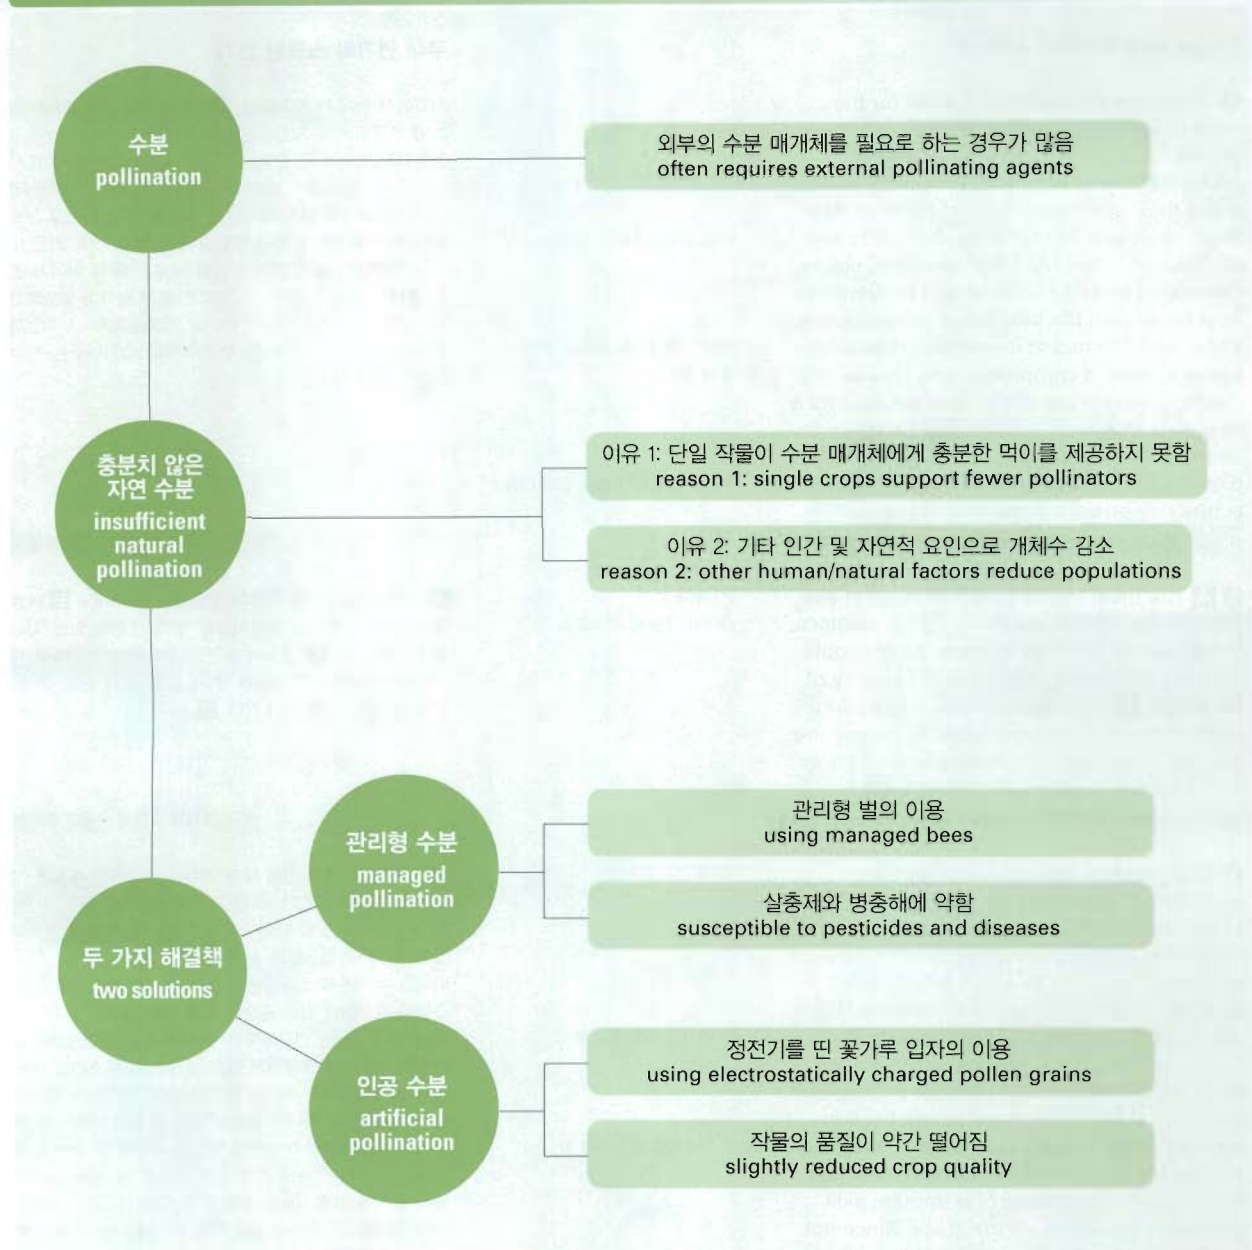 수분
pollination
외부의 수분 매개체를 필요로 하는 경우가 많음
often requires external pollinating agents
충분치 않은
자연 수분
insufficient
natural
pollination
이유 1: 단일 작물이 수분 매개체에게 충분한 먹이를 제공하지 못함
reason 1: single crops support fewer pollinators
이유 2: 기타 인간 및 자연적 요인으로 개체수 감소
reason 2: other human/natural factors reduce populations
두 가지 해결책
two solutions
관리형 수분
managed
pollination
관리형 벌의 이용
using managed bees
살충제와 병충해에 약함
susceptible to pesticides and diseases
인공 수분
artificial
pollination
정전기를 띤 꽃가루 입자의 이용
using electrostatically charged pollen grains
작물의 품질이 약간 떨어짐
slightly reduced crop quality